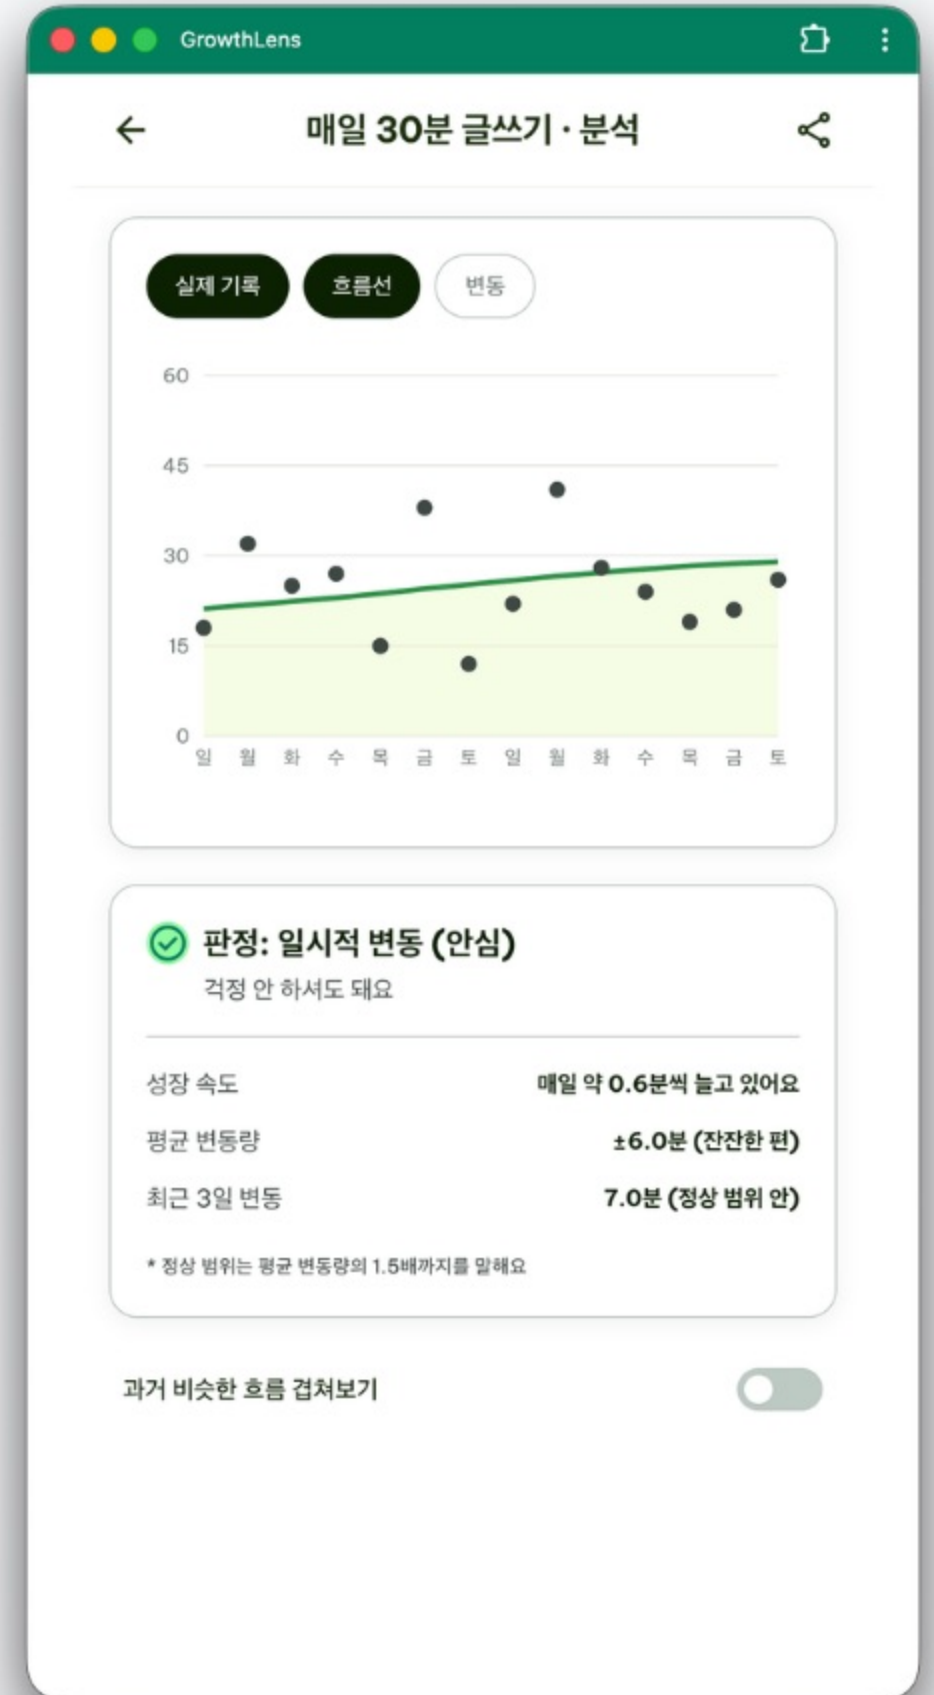 GrowthLens
매일 30분 글쓰기 · 분석
실제 기록 흐름선 변동
60
45
30
15
0
일 월 화 수 목 금 토 일 월 화 수 목 금 토
판정: 일시적 변동 (안심)
걱정 안 하셔도 돼요
성장 속도 매일 약 0.6분씩 늘고 있어요
평균 변동량 ±6.0분 (잔잔한 편)
최근 3일 변동 7.0분 (정상 범위 안)
* 정상 범위는 평균 변동량의 1.5배까지를 말해요
과거 비슷한 흐름 겹쳐보기